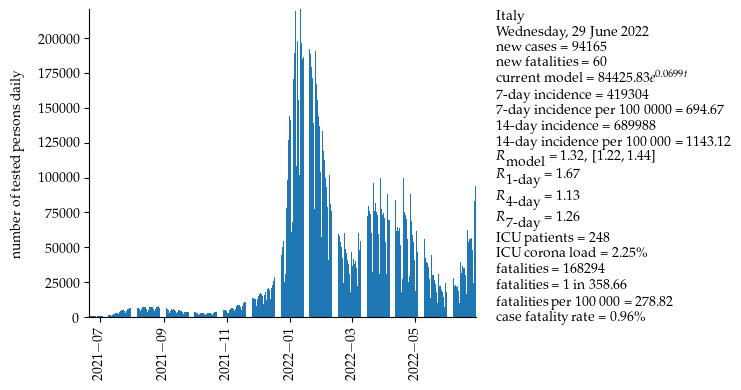 Italy
Wednesday, 29 June 2022
new cases = 94165
new fatalities = 60
current model = 84425.83e^0.0699t
7-day incidence = 419304
7-day incidence per 100 0000 = 694.67
14-day incidence = 689988
14-day incidence per 100 000 = 1143.12
R_model = 1.32, [1.22, 1.44]
R_1-day = 1.67
R_4-day = 1.13
R_7-day = 1.26
ICU patients = 248
ICU corona load = 2.25%
fatalities = 168294
fatalities = 1 in 358.66
fatalities per 100 000 = 278.82
case fatality rate = 0.96%
number of tested persons daily
200000
175000
150000
125000
100000
75000
50000
25000
0
2021−07
2021−09
2021−11
2022−01
2022−03
2022−05